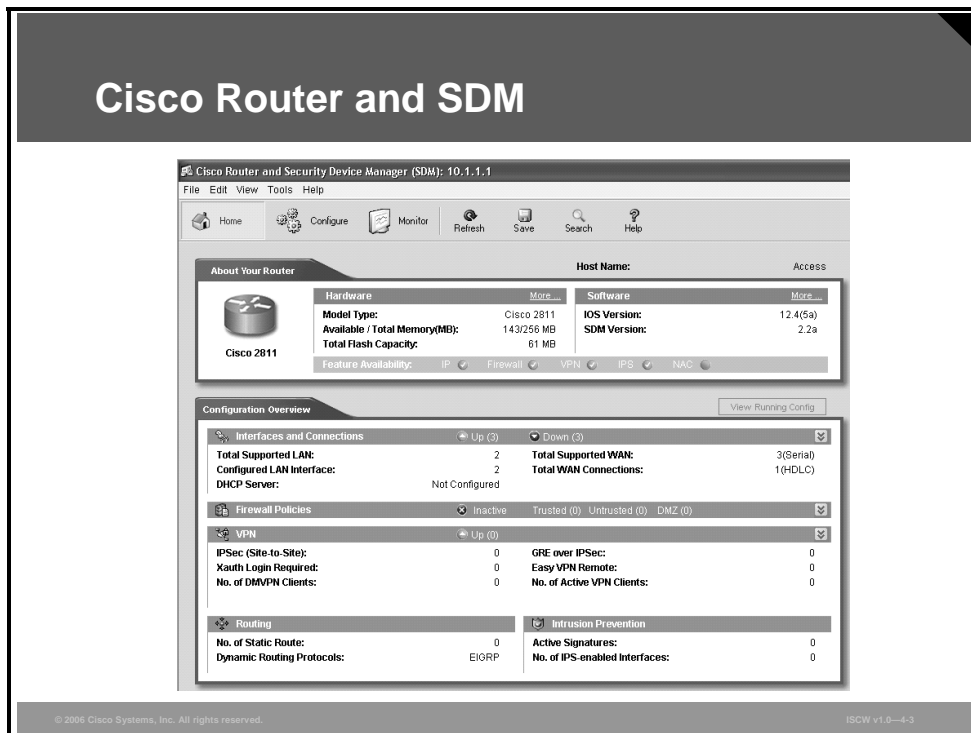 Cisco Router and SDM
Cisco Router and Security Device Manager (SDM): 10.1.1.1
File Edit View Tools Help
Home Configure Monitor Refresh Save Search Help
About Your Router Host Name: Access
Hardware More ... Software More ...
Model Type: Cisco 2811 IOS Version: 12.4(5a)
Available / Total Memory(MB): 143/256 MB SDM Version: 2.2a
Total Flash Capacity: 61 MB
Cisco 2811
Feature Availability: IP Firewall VPN IPS NAC
Configuration Overview View Running Config
Interfaces and Connections Up (3) Down (3)
Total Supported LAN: 2 Total Supported WAN: 3(Serial)
Configured LAN Interface: 2 Total WAN Connections: 1(HDLC)
DHCP Server: Not Configured
Firewall Policies Inactive Trusted (0) Untrusted (0) DMZ (0)
VPN Up (0)
IPSec (Site-to-Site): 0 GRE over IPSec: 0
Xauth Login Required: 0 Easy VPN Remote: 0
No. of DMVPN Clients: 0 No. of Active VPN Clients: 0
Routing Intrusion Prevention
No. of Static Route: 0 Active Signatures: 0
Dynamic Routing Protocols: EIGRP No. of IPS-enabled Interfaces: 0
© 2006 Cisco Systems, Inc. All rights reserved. ISCW v1.0—4-3